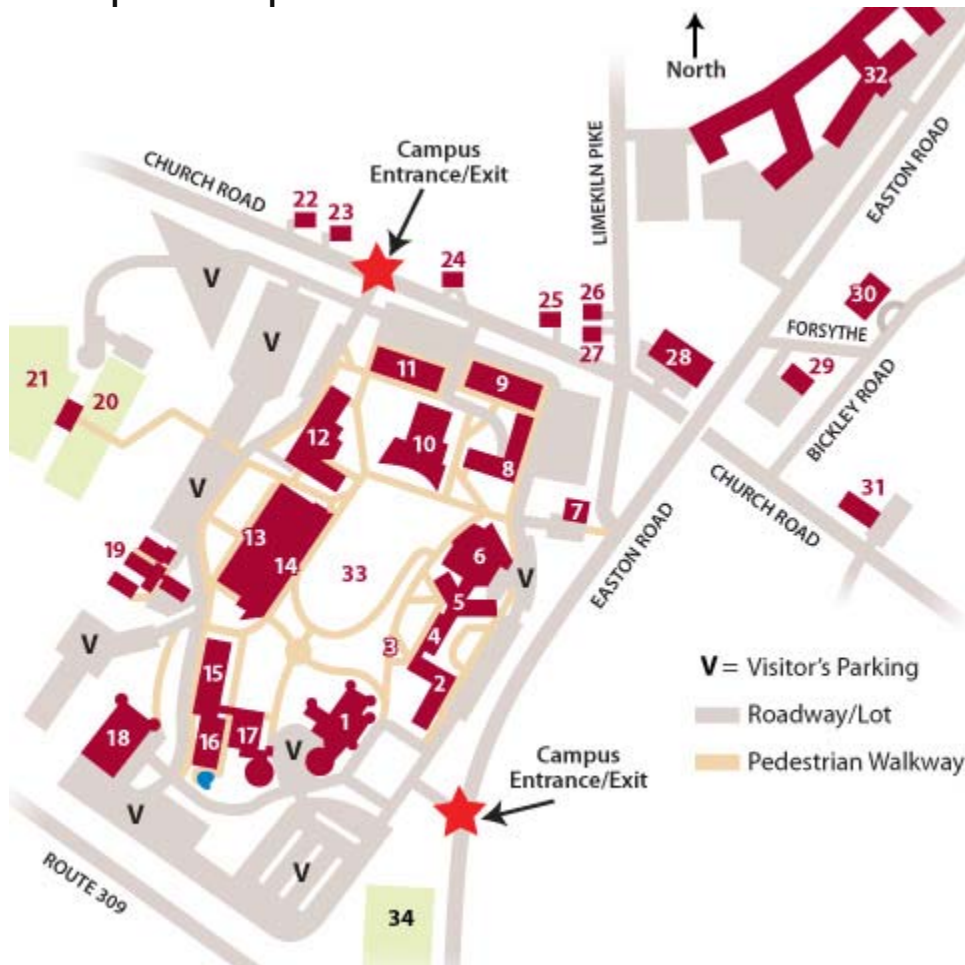 North
32
LIMEKILN PIKE
EASTON ROAD
Campus
Entrance/Exit
CHURCH ROAD
22
23
24
V
25
26
27
30
FORSYTHE
28
29
BICKLEY ROAD
V
11
9
21
20
12
10
8
CHURCH ROAD
31
V
7
13
14
6
EASTON ROAD
19
33
V
5
4
3
V
15
2
V = Visitor's Parking
Roadway/Lot
Pedestrian Walkway
1
18
16
17
V
Campus
Entrance/Exit
V
V
ROUTE 309
34